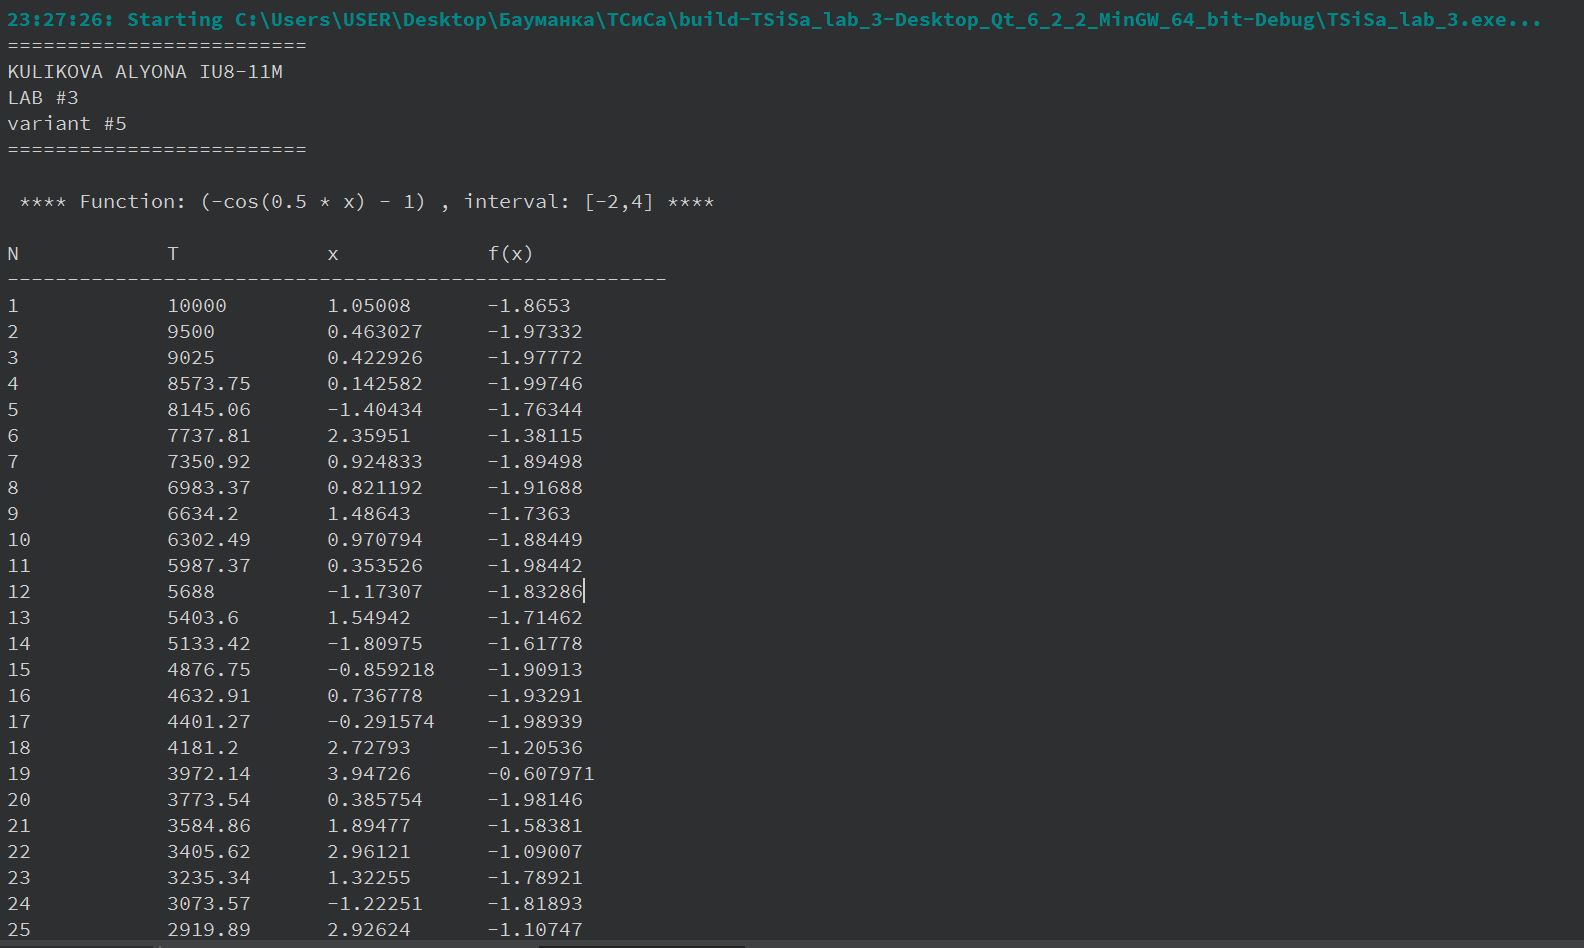 23:27:26: Starting C:\Users\USER\Desktop\Бауманка\ТСиСа\build-TSiSa_lab_3-Desktop_Qt_6_2_2_MinGW_64_bit-Debug\TSiSa_lab_3.exe...
=========================
KULIKOVA ALYONA IU8-11M
LAB #3
variant #5
=========================
**** Function: (-cos(0.5 * x) - 1) , interval: [-2,4] ****
N T x f(x)
-------------------------------------------------------
1 10000 1.05008 -1.8653
2 9500 0.463027 -1.97332
3 9025 0.422926 -1.97772
4 8573.75 0.142582 -1.99746
5 8145.06 -1.40434 -1.76344
6 7737.81 2.35951 -1.38115
7 7350.92 0.924833 -1.89498
8 6983.37 0.821192 -1.91688
9 6634.2 1.48643 -1.7363
10 6302.49 0.970794 -1.88449
11 5987.37 0.353526 -1.98442
12 5688 -1.17307 -1.83286
13 5403.6 1.54942 -1.71462
14 5133.42 -1.80975 -1.61778
15 4876.75 -0.859218 -1.90913
16 4632.91 0.736778 -1.93291
17 4401.27 -0.291574 -1.98939
18 4181.2 2.72793 -1.20536
19 3972.14 3.94726 -0.607971
20 3773.54 0.385754 -1.98146
21 3584.86 1.89477 -1.58381
22 3405.62 2.96121 -1.09007
23 3235.34 1.32255 -1.78921
24 3073.57 -1.22251 -1.81893
25 2919.89 2.92624 -1.10747